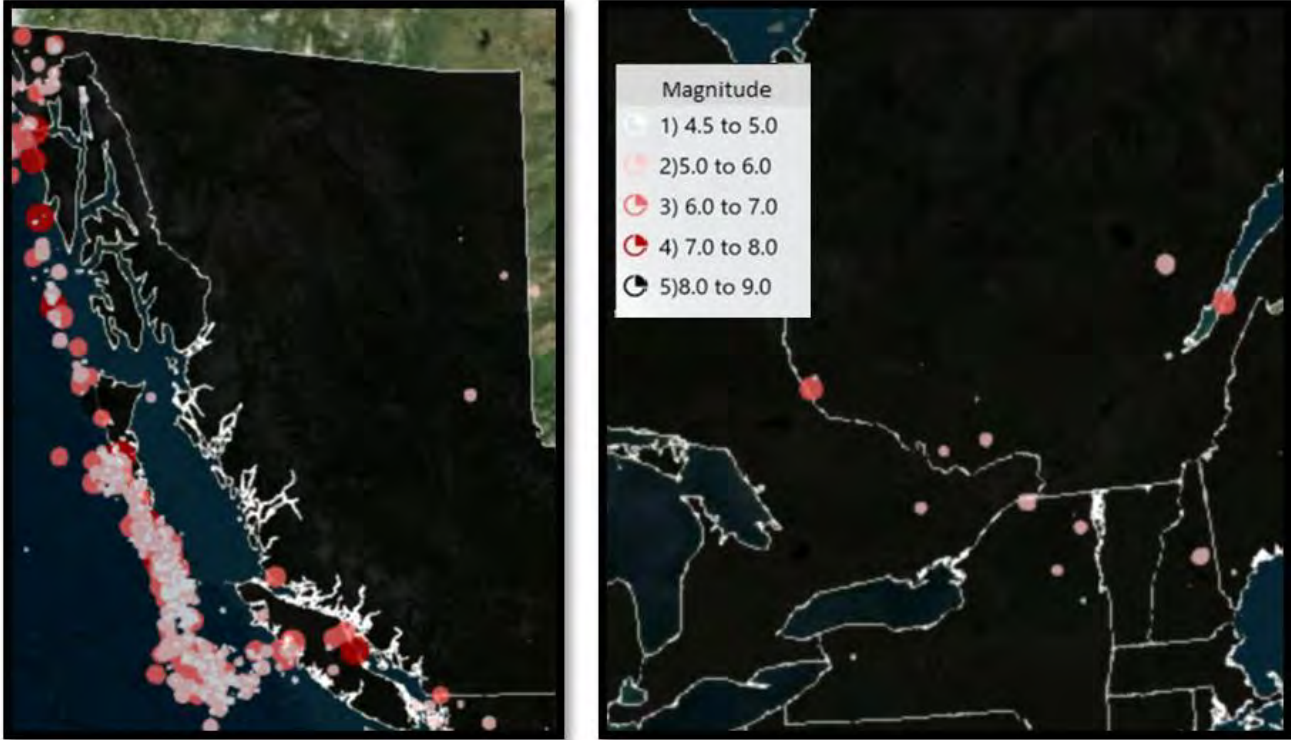 Magnitude
1) 4.5 to 5.0
2)5.0 to 6.0
3) 6.0 to 7.0
4) 7.0 to 8.0
5)8.0 to 9.0